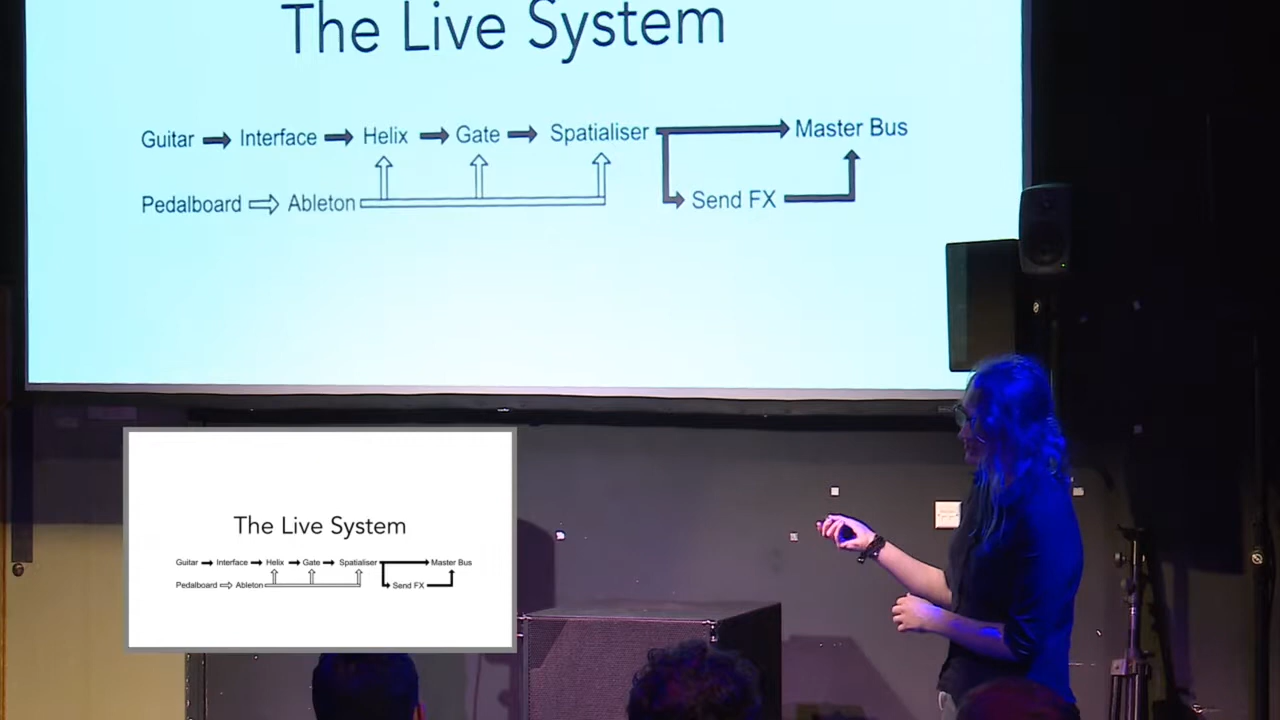 The Live System
Guitar Interface Helix Gate Spatialiser Master Bus
Pedalboard Ableton Send FX
The Live System
Guitar Interface Helix Gate Spatialiser Master Bus
Pedalboard Ableton Send FX